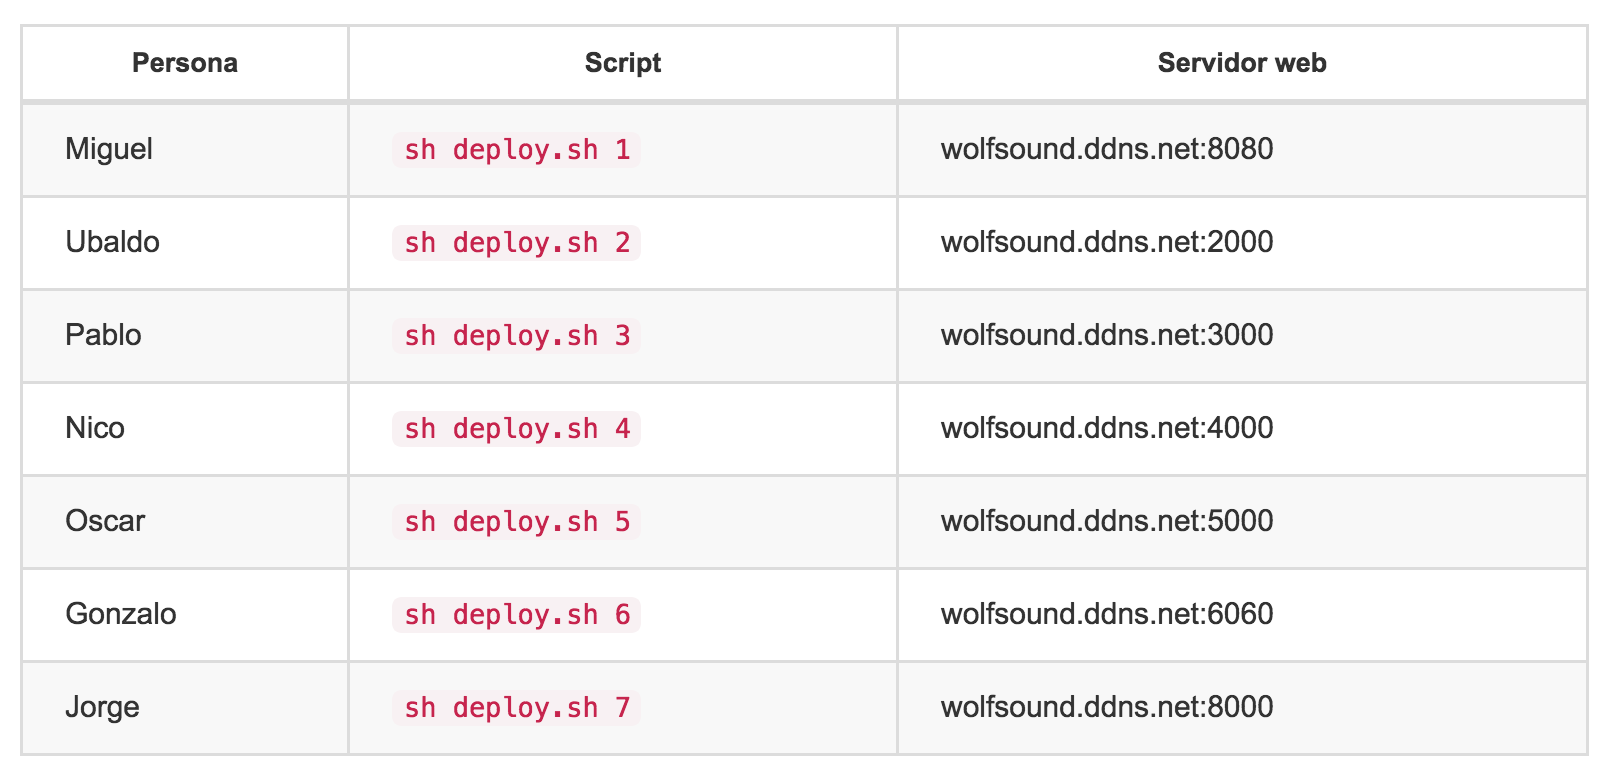 Persona Script Servidor web
Miguel sh deploy.sh 1 wolfsound.ddns.net:8080
Ubaldo sh deploy.sh 2 wolfsound.ddns.net:2000
Pablo sh deploy.sh 3 wolfsound.ddns.net:3000
Nico sh deploy.sh 4 wolfsound.ddns.net:4000
Oscar sh deploy.sh 5 wolfsound.ddns.net:5000
Gonzalo sh deploy.sh 6 wolfsound.ddns.net:6060
Jorge sh deploy.sh 7 wolfsound.ddns.net:8000